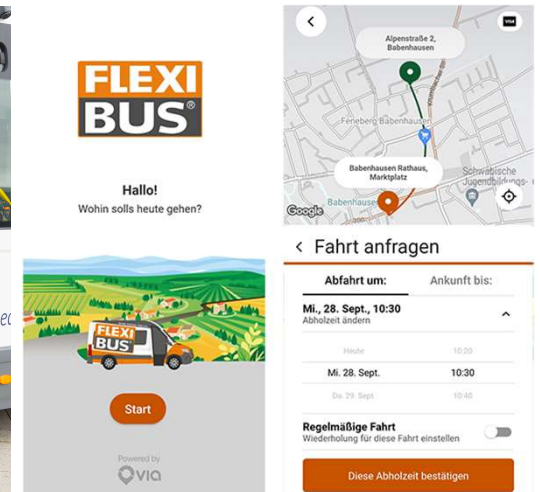 FLEXI
BUS®
Hallo!
Wohin solls heute gehen?
FLEXI
BUS
Start
Powered by
via
VISA
Alpenstraße 2,
Babenhausen
Feneberg Babenhausen
Babenhausen Rathaus,
Marktplatz
Schwäbische
Jugendbildungs-
Babenhause
Google
Fahrt anfragen
Abfahrt um:
Ankunft bis:
Mi., 28. Sept., 10:30
Abholzeit ändern
Heute 10:20
Mi. 28. Sept. 10:30
Do. 29. Sept. 10:40
Regelmäßige Fahrt
Wiederholung für diese Fahrt einstellen
Diese Abholzeit bestätigen